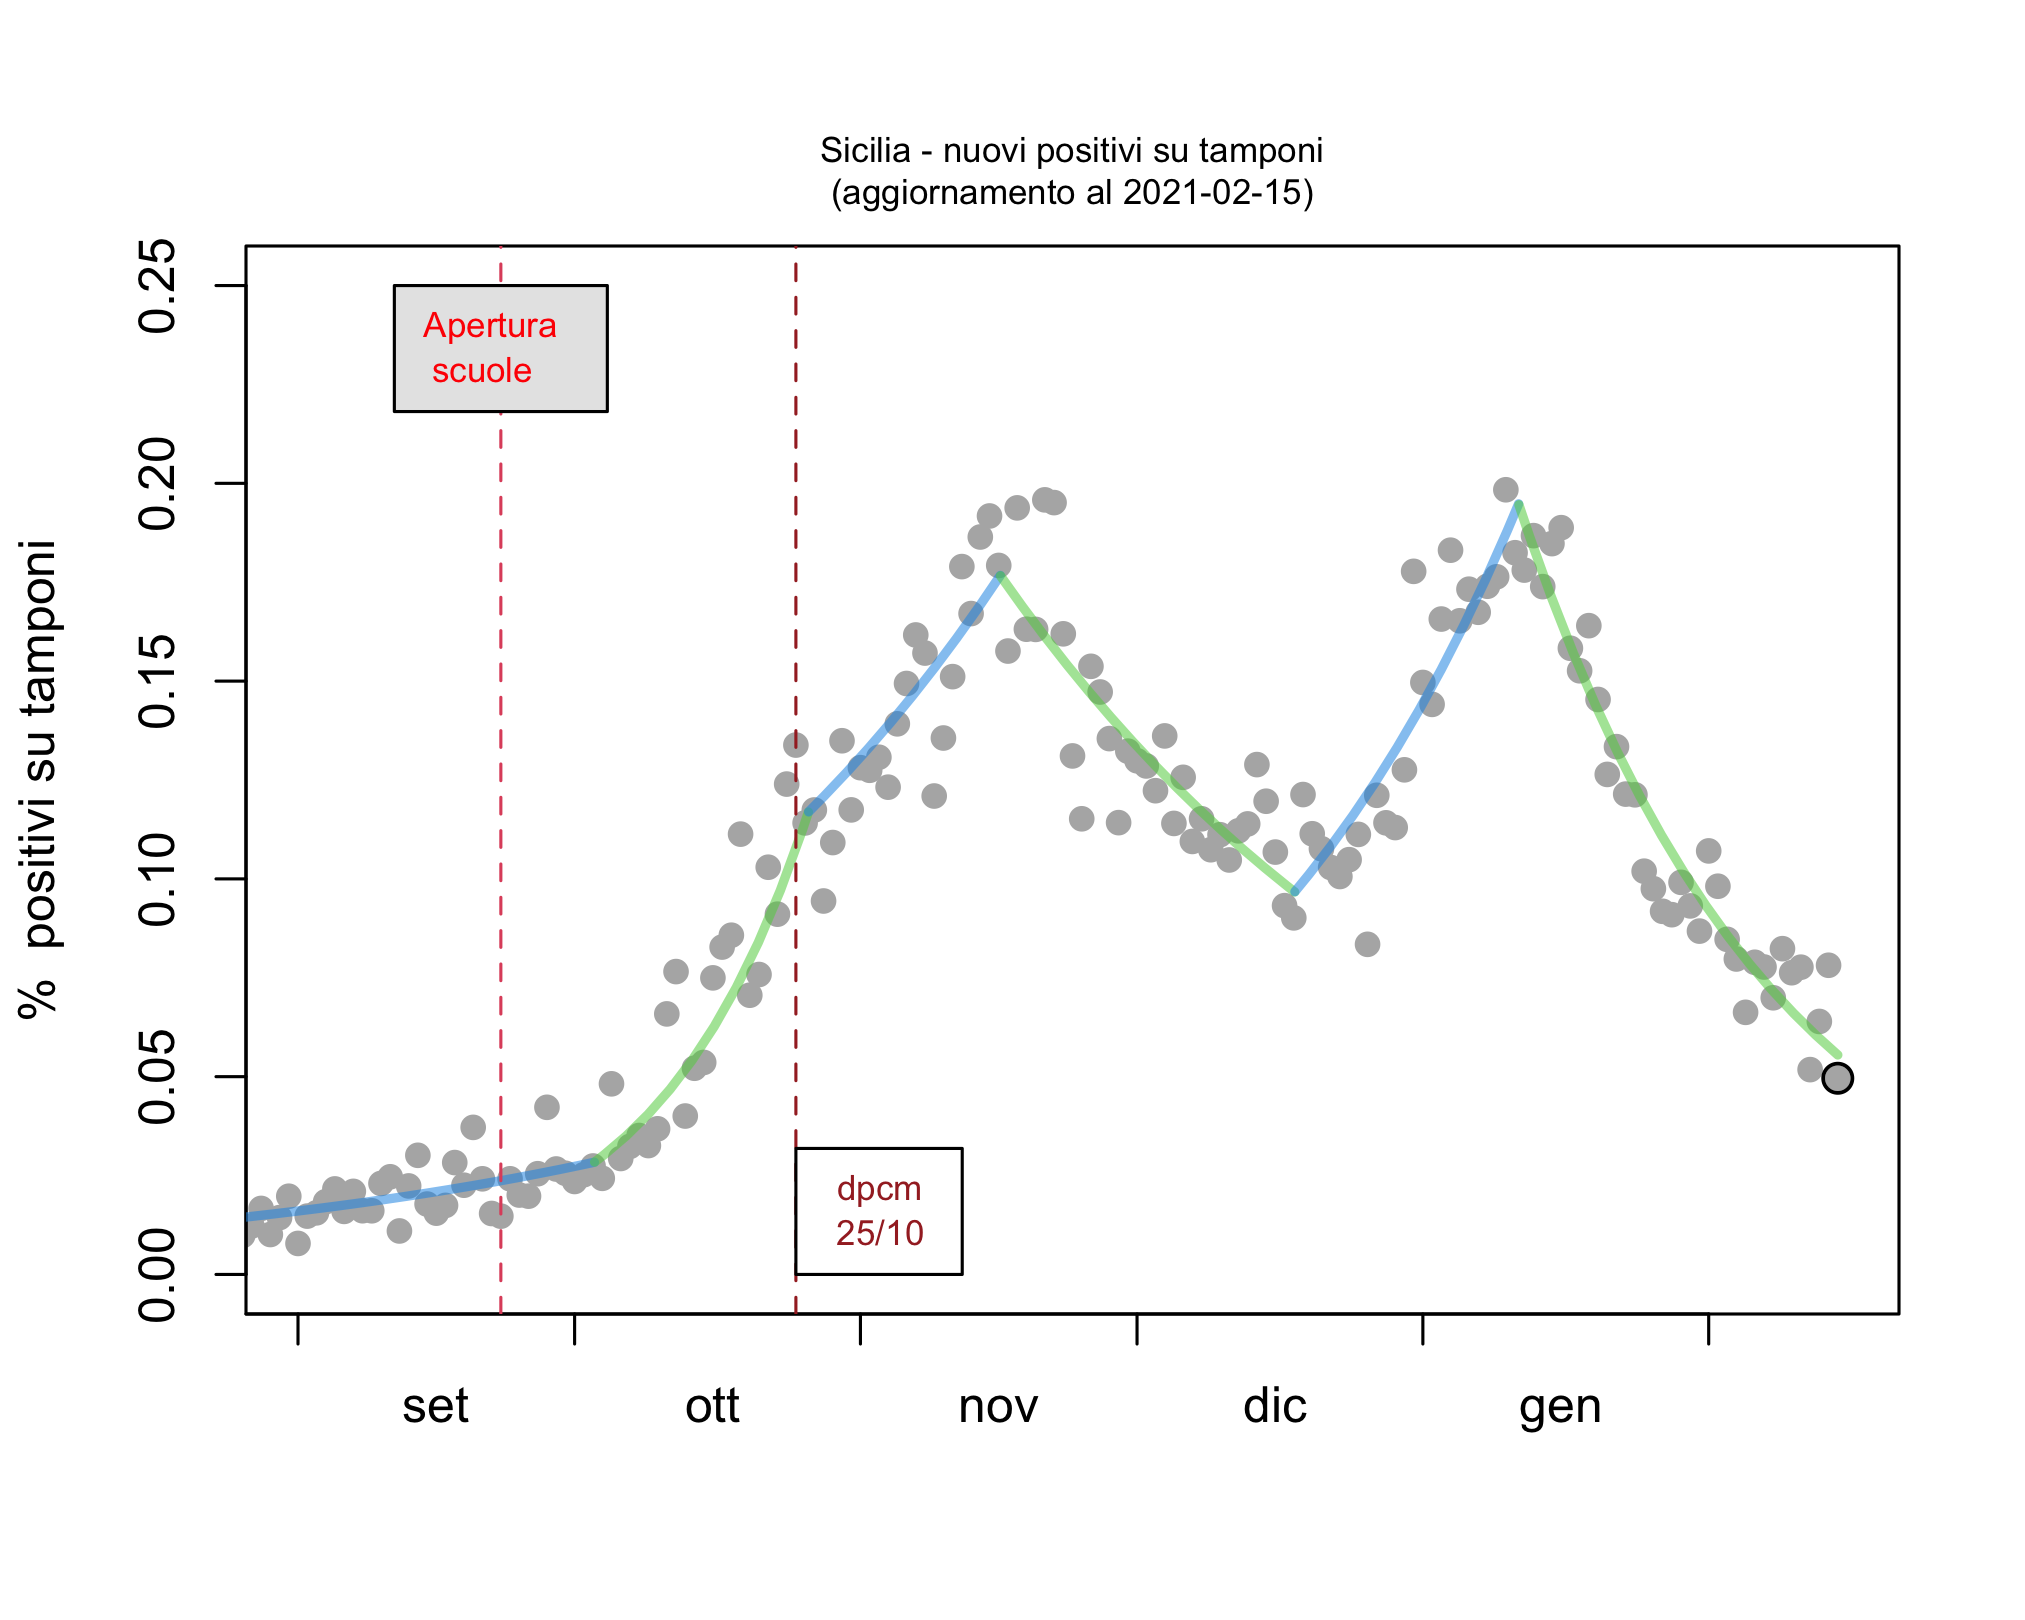 Sicilia - nuovi positivi su tamponi
(aggiornamento al 2021-02-15)
% positivi su tamponi
0.25
0.20
0.15
0.10
0.05
0.00
Apertura
scuole
dpcm
25/10
set ott nov dic gen